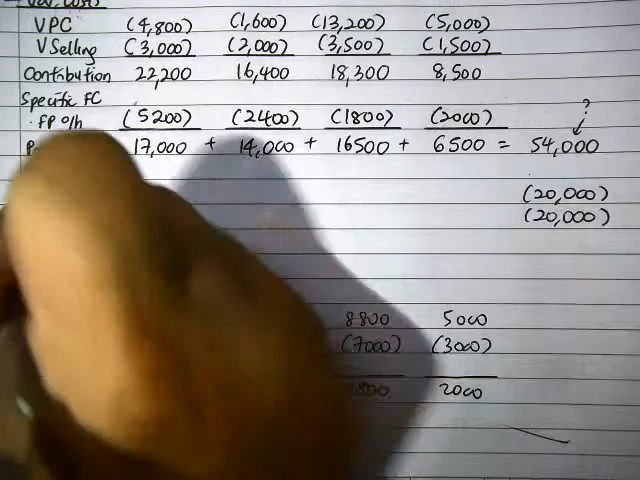 Var. costs
VPC (4,800) (1,600) (13,200) (5,000)
V Selling (3,000) (2,000) (3,500) (1,500)
Contribution 22,200 16,400 18,300 8,500
Specific FC
?
· FP o/h (5200) (2400) (1800) (2000)
17,000 + 14,000 + 16500 + 6500 = 54,000
(20,000)
(20,000)
8800 5000
(7000) (3000)
2000